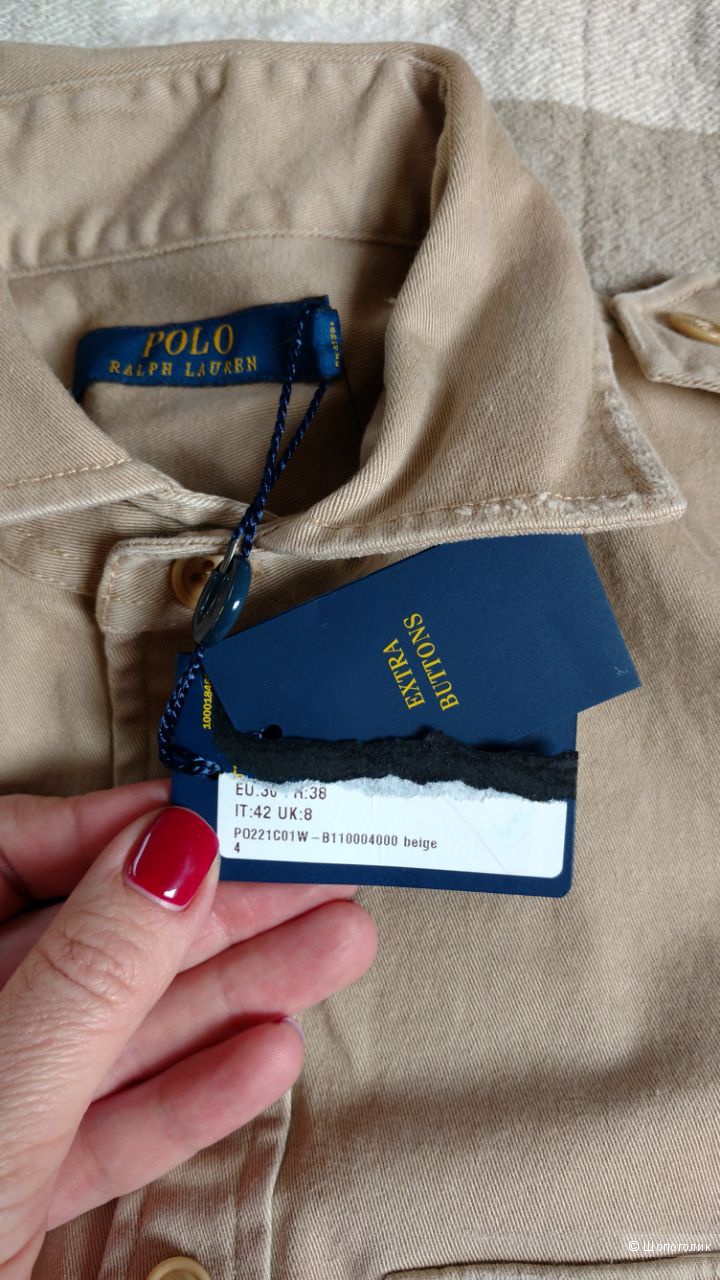 POLO
RALPH LAUREN
EXTRA
BUTTONS
IT:42 UK:8
PO221C01W-B110004000 beige
4
© Шопоголик